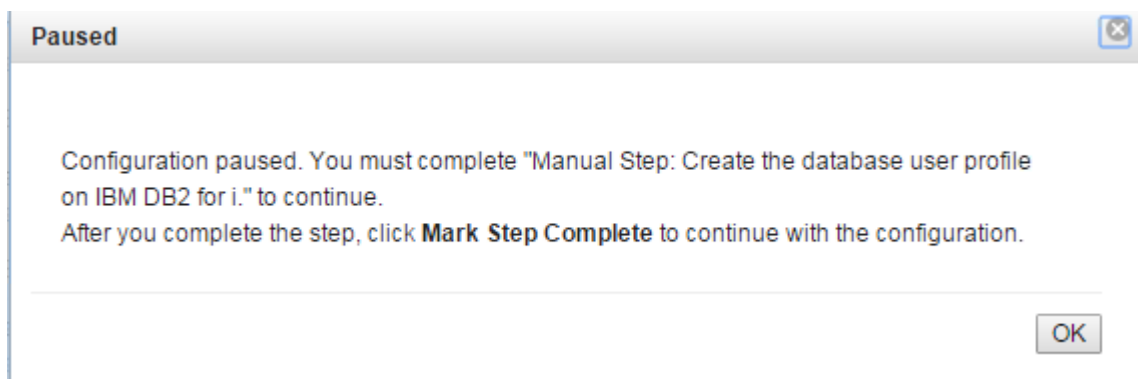 Paused
Configuration paused. You must complete "Manual Step: Create the database user profile
on IBM DB2 for i." to continue.
After you complete the step, click Mark Step Complete to continue with the configuration.
OK